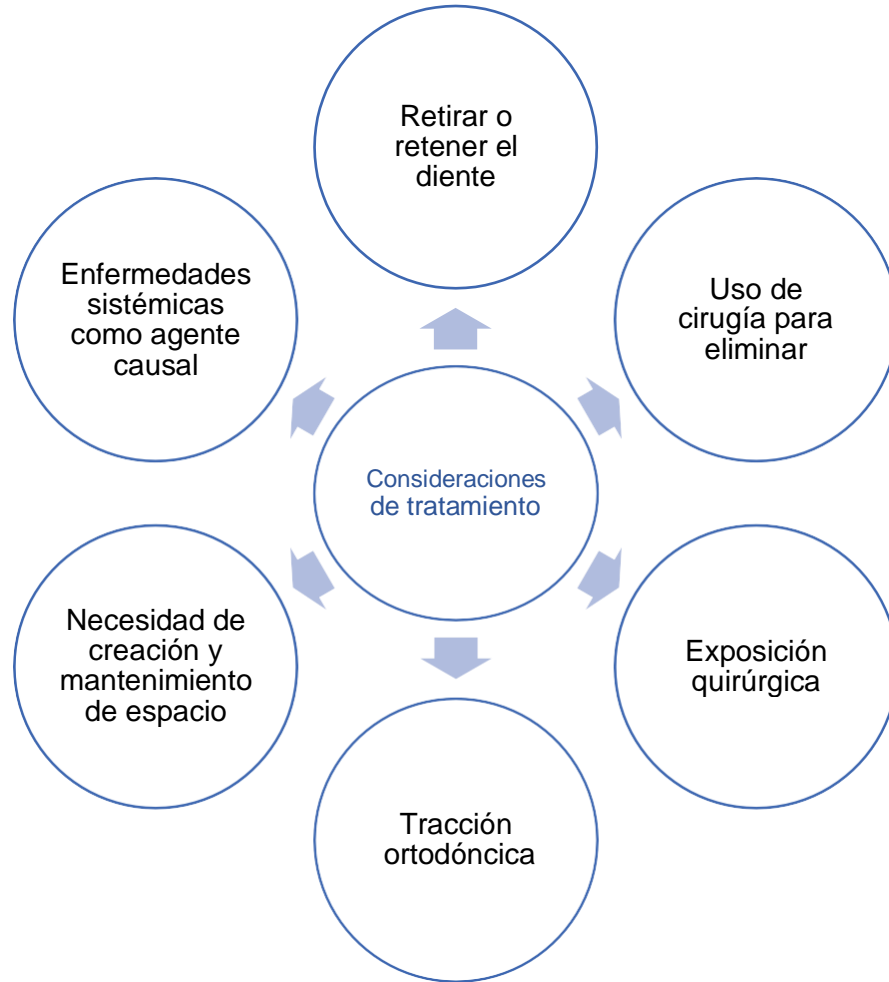 Retirar o
retener el
diente
Enfermedades
sistémicas
como agente
causal
Uso de
cirugía para
eliminar
Consideraciones
de tratamiento
Necesidad de
creación y
mantenimiento
de espacio
Exposición
quirúrgica
Tracción
ortodóncica